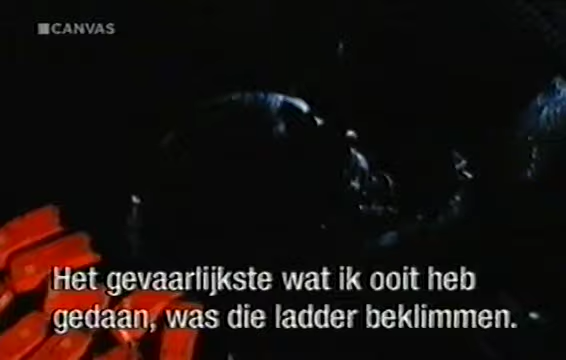 CANVAS
Het gevaarlijkste wat ik ooit heb
gedaan, was die ladder beklimmen.